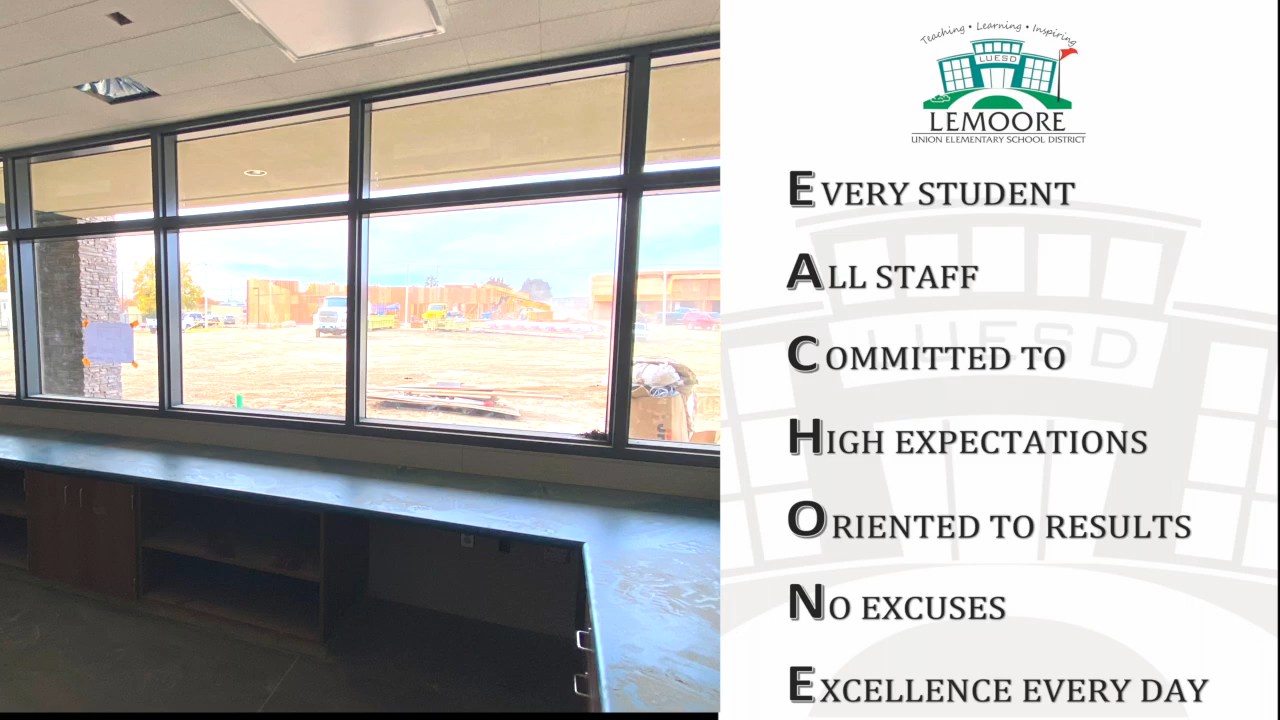 Teaching • Learning • Inspiring
LUESD
LEMOORE
UNION ELEMENTARY SCHOOL DISTRICT
EVERY STUDENT
ALL STAFF
COMMITTED TO
LUESD
HIGH EXPECTATIONS
ORIENTED TO RESULTS
NO EXCUSES
EXCELLENCE EVERY DAY